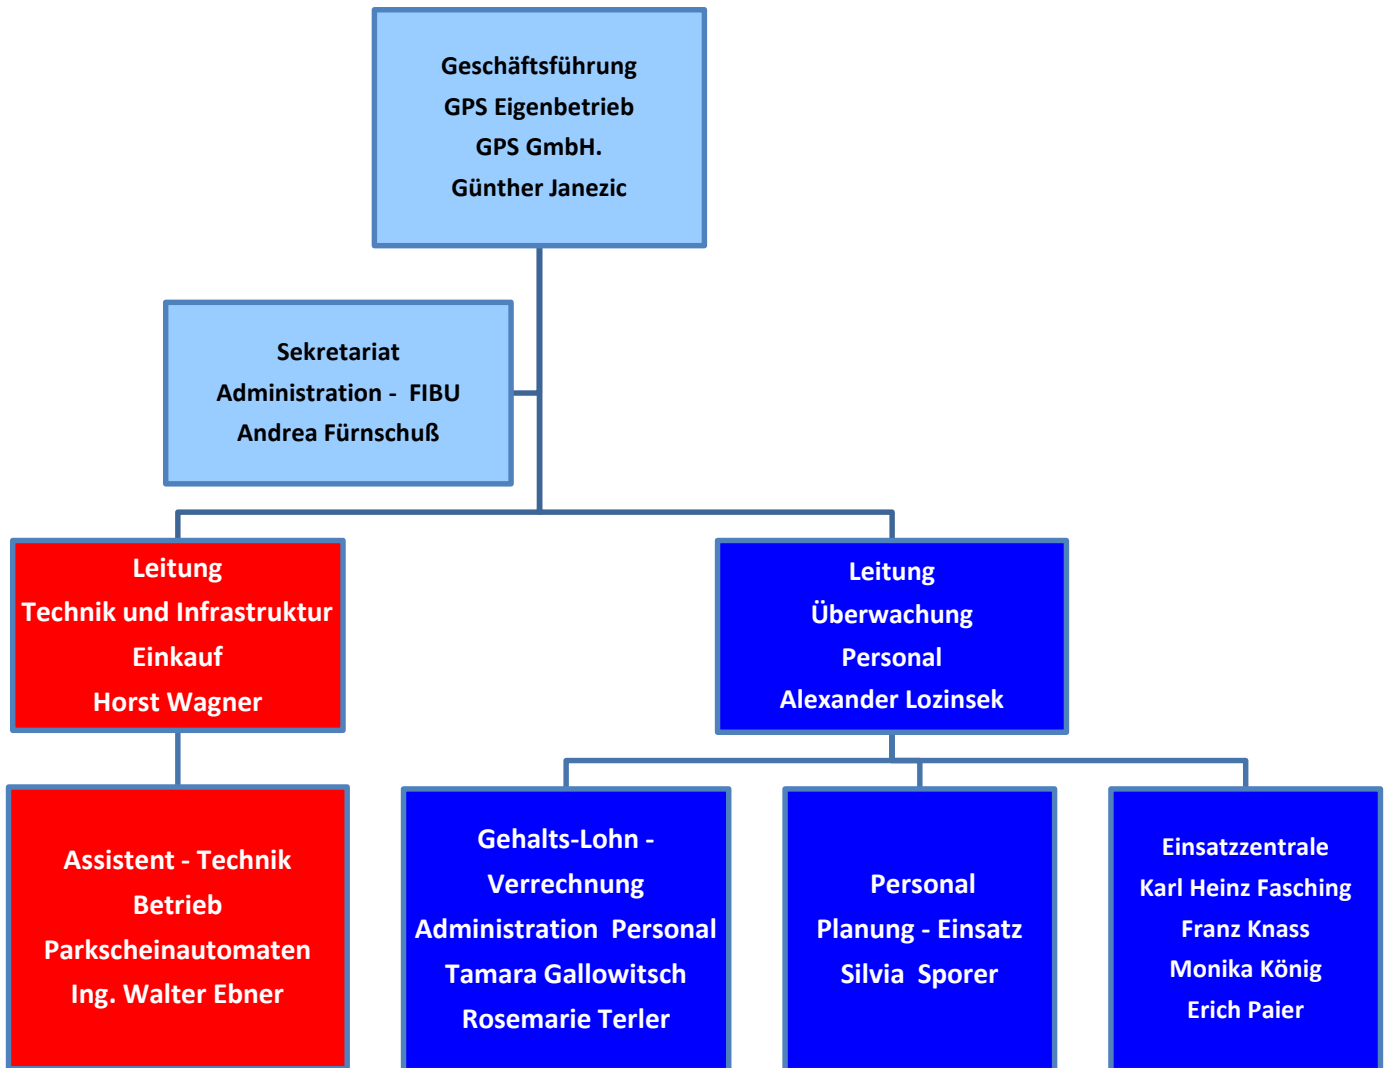 Geschäftsführung
GPS Eigenbetrieb
GPS GmbH.
Günther Janezic
Sekretariat
Administration -  FIBU
Andrea Fürnschuß
Leitung
Technik und Infrastruktur
Einkauf
Horst Wagner
Leitung
Überwachung
Personal
Alexander Lozinsek
Assistent - Technik
Betrieb
Parkscheinautomaten
Ing. Walter Ebner
Gehalts-Lohn -
Verrechnung
Administration  Personal
Tamara Gallowitsch
Rosemarie Terler
Personal
Planung - Einsatz
Silvia  Sporer
Einsatzzentrale
Karl Heinz Fasching
Franz Knass
Monika König
Erich Paier